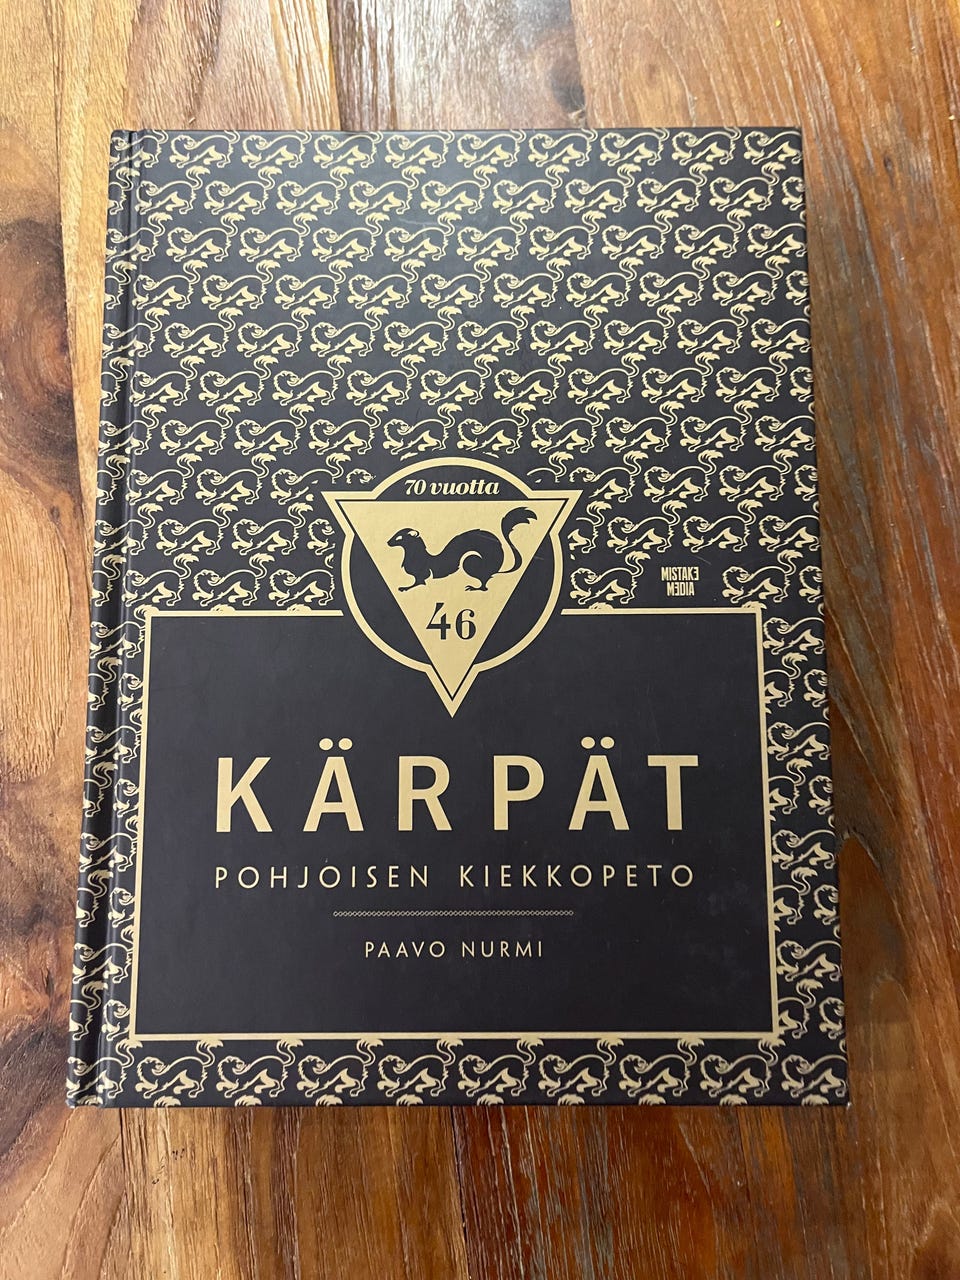 70 vuotta
46
MISTAKE
MEDIA
KÄRPÄT
POHJOISEN KIEKKOPETO
PAAVO NURMI